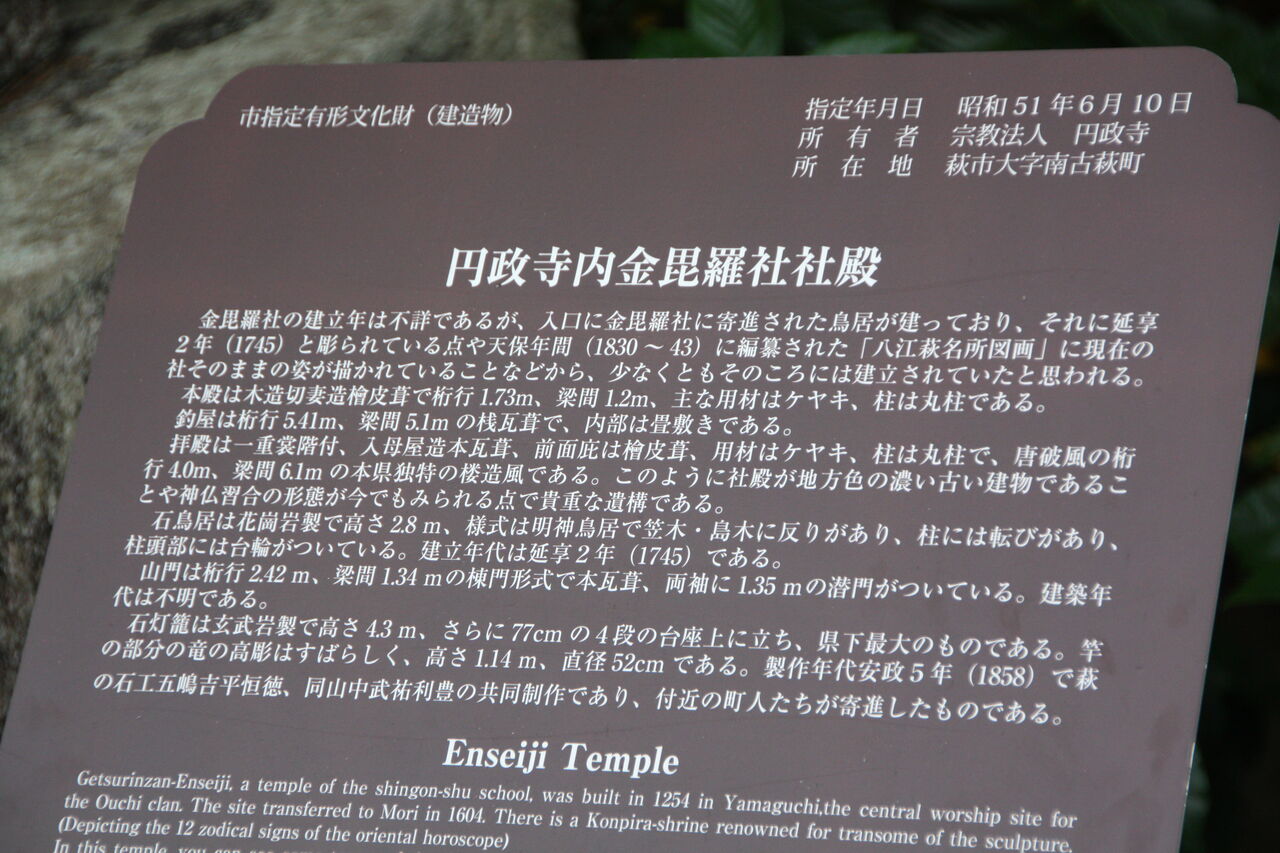 市指定有形文化財（建造物）
指定年月日　昭和51年6月10日
所有者　宗教法人　円政寺
所在地　萩市大字南古萩町
円政寺内金毘羅社社殿
金毘羅社の建立年は不詳であるが、入口に金毘羅社に寄進された鳥居が建っており、それに延享
2年（1745）と彫られている点や天保年間（1830～43）に編纂された「八江萩名所図画」に現在の
社そのままの姿が描かれていることなどから、少なくともそのころには建立されていたと思われる。
本殿は木造切妻造檜皮葺で桁行1.73m、梁間1.2m、主な用材はケヤキ、柱は丸柱である。
釣屋は桁行5.41m、梁間5.1mの桟瓦葺で、内部は畳敷きである。
拝殿は一重裳階付、入母屋造本瓦葺、前面庇は檜皮葺、用材はケヤキ、柱は丸柱で、唐破風の桁
行4.0m、梁間6.1mの本県独特の楼造風である。このように社殿が地方色の濃い古い建物であるこ
とや神仏習合の形態が今でもみられる点で貴重な遺構である。
石鳥居は花崗岩製で高さ2.8m、様式は明神鳥居で笠木・島木に反りがあり、柱には転びがあり、
柱頭部には台輪がついている。建立年代は延享2年（1745）である。
山門は桁行2.42m、梁間1.34mの棟門形式で本瓦葺、両袖に1.35mの潜門がついている。建築年
代は不明である。
石灯籠は玄武岩製で高さ4.3m、さらに77cmの4段の台座上に立ち、県下最大のものである。竿
の部分の竜の高彫はすばらしく、高さ1.14m、直径52cmである。製作年代安政5年（1858）で萩
の石工五嶋吉平恒徳、同山中武祐利豊の共同制作であり、付近の町人たちが寄進したものである。
Enseiji Temple
Getsurinzan-Enseiji, a temple of the shingon-shu school, was built in 1254 in Yamaguchi,the central worship site for
the Ouchi clan. The site transferred to Mori in 1604. There is a Konpira-shrine renowned for transome of the sculpture.
(Depicting the 12 zodical signs of the oriental horoscope)
In this temple, you can see